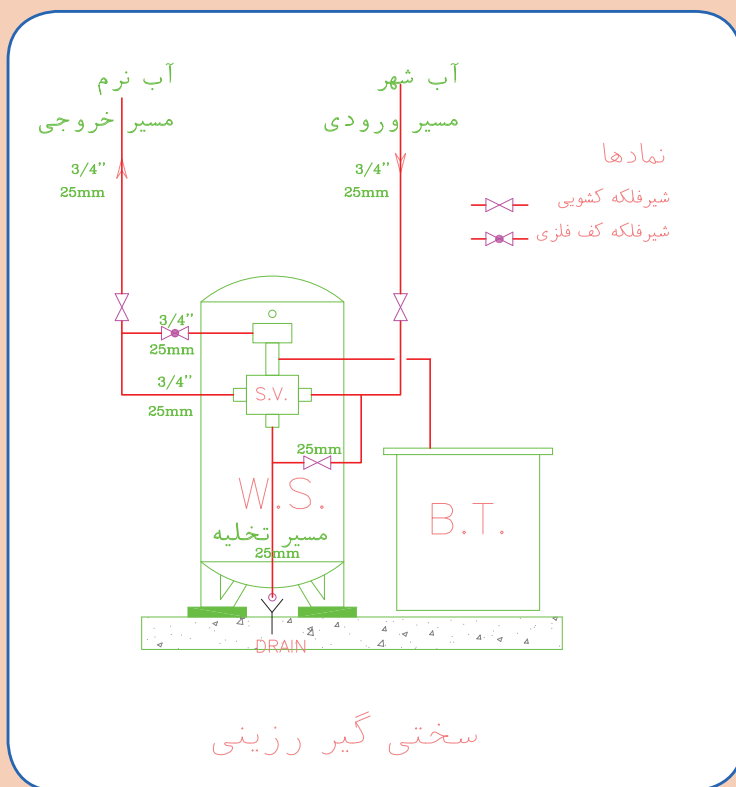 آب شهر
مسیر ورودی
3/4"
25mm
آب نرم
مسیر خروجی
3/4"
25mm
نمادها
شیرفلکه کشویی
شیرفلکه کف فلزی
3/4"
25mm
3/4"
25mm
S.V.
25mm
W.S.
B.T.
مسیر تخلیه
25mm
DRAIN
سختی گیر رزینی